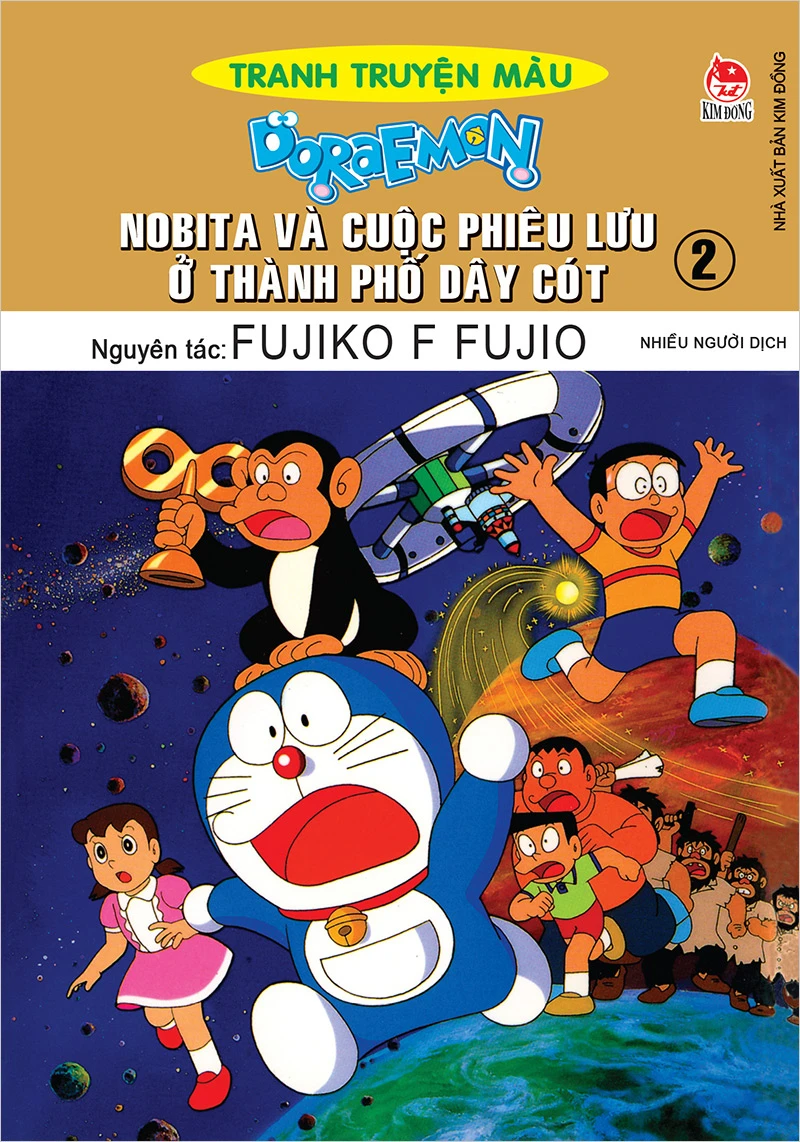 TRANH TRUYỆN MÀU
KIM ĐỒNG
NHÀ XUẤT BẢN KIM ĐỒNG
DORAEMON
NOBITA VÀ CUỘC PHIÊU LƯU
Ở THÀNH PHỐ DÂY CÓT
2
Nguyên tác: FUJIKO F FUJIO
NHIỀU NGƯỜI DỊCH